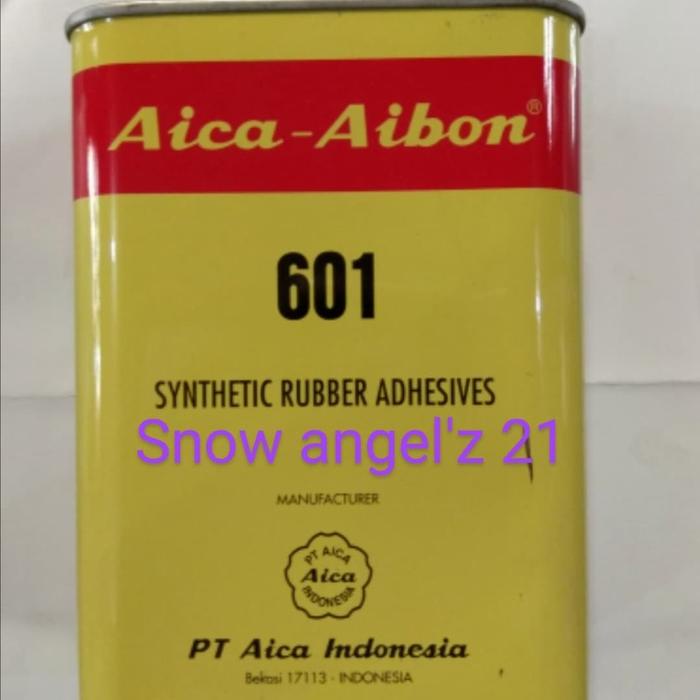 Aica-Aibon®
601
SYNTHETIC RUBBER ADHESIVES
Snow angel'z 21
MANUFACTURER
PT AICA
Aica
INDONESIA
PT Aica Indonesia
Bekasi 17113 - INDONESIA